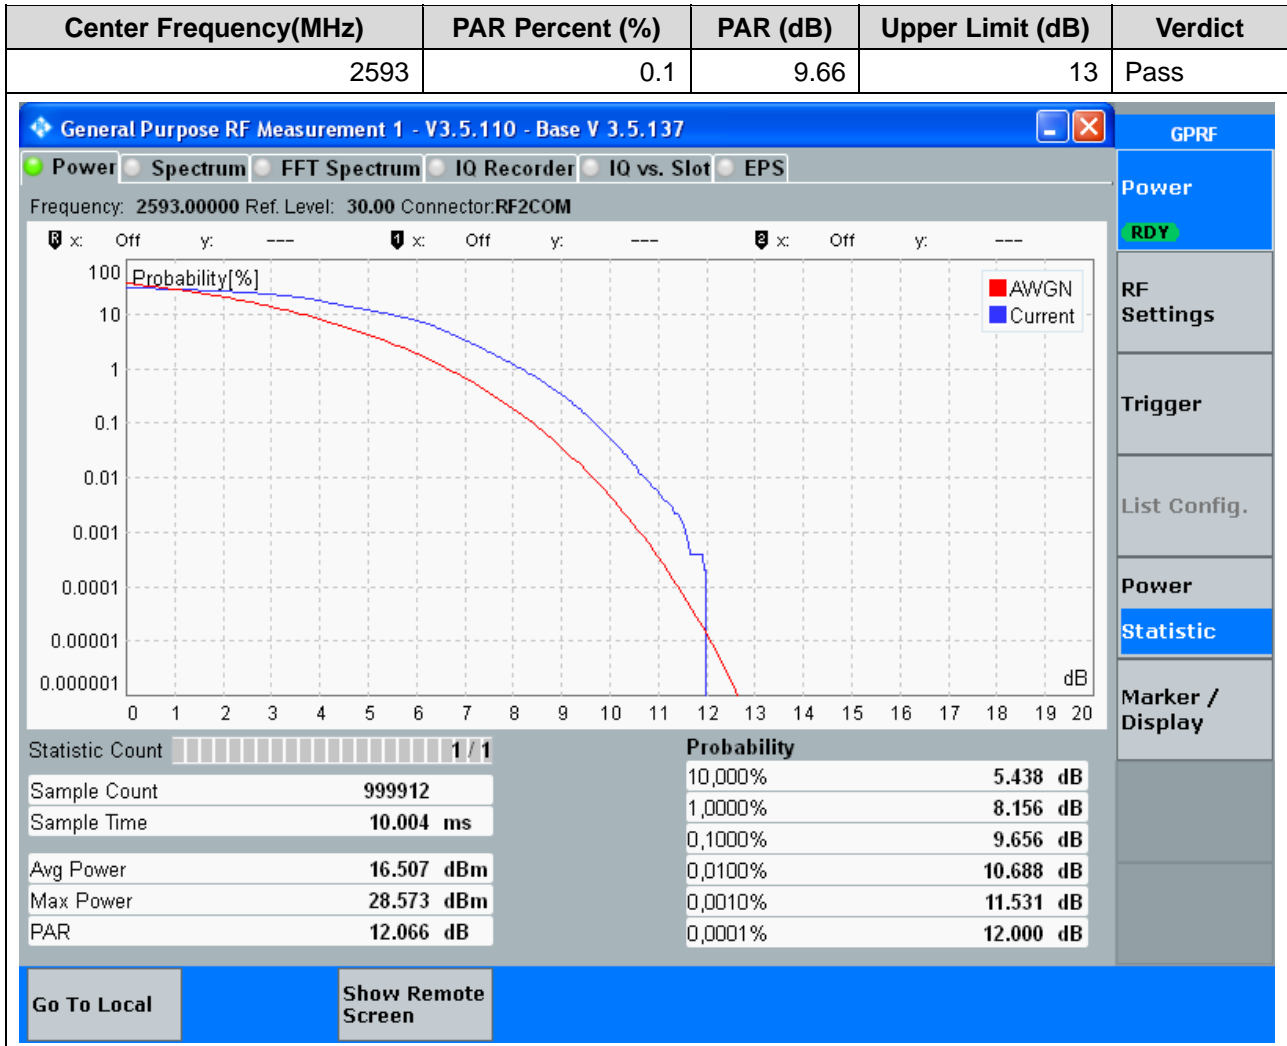 Center Frequency(MHz) PAR Percent (%) PAR (dB) Upper Limit (dB) Verdict
2593 0.1 9.66 13 Pass
General Purpose RF Measurement 1 - V3.5.110 - Base V 3.5.137
GPRF
Power Spectrum FFT Spectrum IQ Recorder IQ vs. Slot EPS
Power
RDY
Frequency: 2593.00000 Ref. Level: 30.00 Connector:RF2COM
R x: Off y: --- 1 x: Off y: --- 2 x: Off y: ---
Probability[%]
AWGN
Current
100
10
1
0.1
0.01
0.001
0.0001
0.00001
0.000001
dB
0 1 2 3 4 5 6 7 8 9 10 11 12 13 14 15 16 17 18 19 20
RF
Settings
Trigger
List Config.
Power
Statistic
Marker /
Display
Statistic Count 1 / 1
Sample Count 999912
Sample Time 10.004 ms
Avg Power 16.507 dBm
Max Power 28.573 dBm
PAR 12.066 dB
Probability
10,000% 5.438 dB
1,0000% 8.156 dB
0,1000% 9.656 dB
0,0100% 10.688 dB
0,0010% 11.531 dB
0,0001% 12.000 dB
Go To Local
Show Remote
Screen